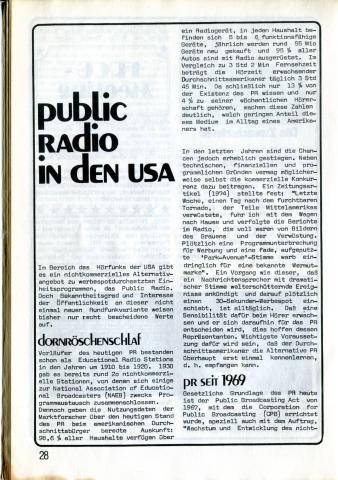 public
RADIO
IN DEN USA
Im Bereich des Hörfunks der USA gibt
es ein nichtkommerzielles Alternativ-
angebot zu werbespotdurchsetzten Ein-
heitsprogrammen, das Public Radio.
Doch Bekanntheitsgrad und Interesse
der Öffentlichkeit an dieser nicht
einmal neuen Rundfunkvariante weisen
bisher nur recht bescheidene Werte
auf.
DORNRÖSCHENSCHLAF
Vorläufer des heutigen PR bestanden
schon als Educational Radio Stations
in den Jahren um 1910 bis 1920. 1930
gab es bereits rund 2o nichtkommerziel-
le Stationen, von denen sich einige
zur National Association of Education-
al Broadcasters (NAEB) zwecks Pro-
grammaustausch zusammenschlossen.
Dennoch geben die Nutzungsdaten der
Marktforscher über den heutigen Stand
des PR beim amerikanischen Durch-
schnittsbürger beredte Auskunft:
98,6 % aller Haushalte verfügen über
28
ein Radiogerät, in jedem Haushalt be-
finden sich 5 bis 6 funktionsfähige
Geräte, jährlich werden rund 55 Mio
Geräte neu gekauft und 95 % aller
Autos sind mit Radio ausgerüstet. Im
Vergleich zu 3 Std 2 Min Fernsehzeit
beträgt die Hörzeit erwachsender
Durchschnittsamerikaner täglich 3 Std
45 Min. Da schließlich nur 13 % von
der Existenz des PR wissen und nur
4 % zu seiner wöchentlichen Hörer-
schaft gehören, machen diese Zahlen
deutlich, welch geringen Anteil die-
ses Medium im Alltag eines Amerika-
ners hat.
In den letzten Jahren sind die Chan-
cen jedoch erheblich gestiegen. Neben
technischen, finanziellen und pro-
grammlichen Gründen vermag möglicher-
weise selbst die kommerzielle Konkur-
renz dazu beitragen. Ein Zeitungsar-
tikel (1974) stellte fest: "Letzte
Woche, einen Tag nach dem furchtbaren
Tornado, der Teile Mittelamerikas
verwüstete, fuhr ich mit dem Wagen
nach Hause und verfolgte die Berichte
im Radio, die voll waren von Bildern
des Grauens und der Verwüstung.
Plötzlich eine Programmunterbrechung
für Werbung und eine fade, aufgeputz-
te 'Park-Avenue'-Stimme warb ein-
dringlich für eine bekannte Wermut-
marke". Ein Vorgang wie dieser, daß
ein Nachrichtensprecher mit dramati-
scher Stimme welterschütternde Ereig-
nisse ankündigt und darauf plötzlich
einen 30-Sekunden-Werbespot ein-
schiebt, ist alltäglich. Daß eine
Sensibilität dafür beim Hörer erwach-
sen und er sich daraufhin für das PR
entscheiden wird, dies hoffen dessen
Repräsentanten. Wichtigste Vorausset-
zung dafür wird sein, daß der Durch-
schnittsamerikaner die Alternative PR
überhaupt erst einmal kennenlernen,
d. h. empfangen kann.
PR SEIT 1969
Gesetzliche Grundlage des PR heute
ist der Public Broadcasting Act von
1967, mit dem die Corporation for
Public Broadcasting (CPB) errichtet
wurde, speziell auch mit dem Auftrag,
"Wachstum und Entwicklung des nicht-